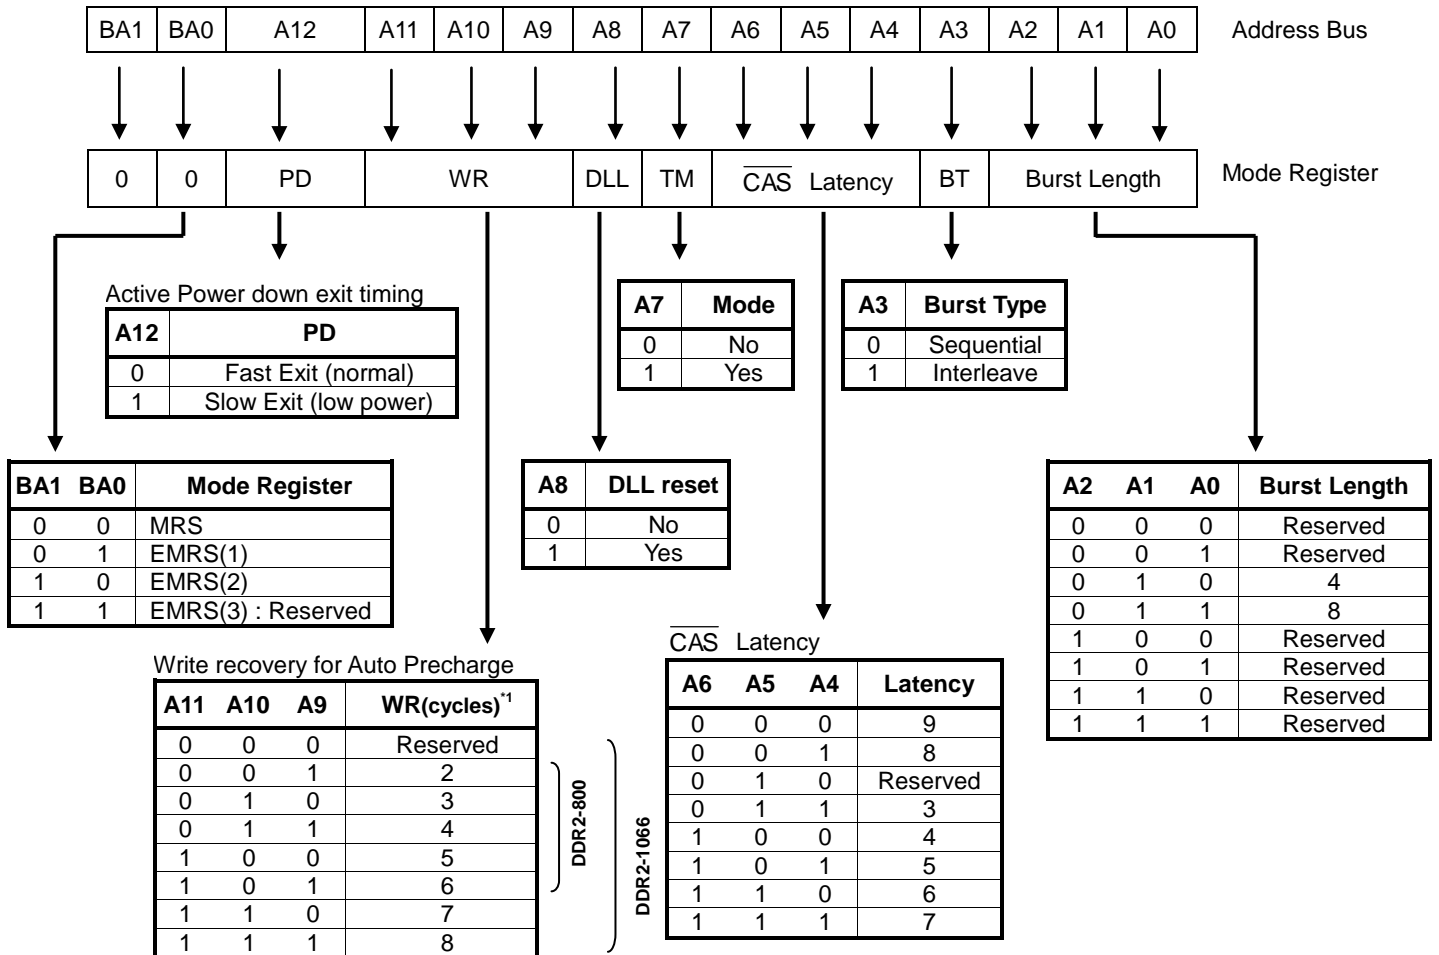 BA1 BA0 A12 A11 A10 A9 A8 A7 A6 A5 A4 A3 A2 A1 A0 Address Bus
0 0 PD WR DLL TM CAS Latency BT Burst Length Mode Register
Active Power down exit timing
A12 PD
0 Fast Exit (normal)
1 Slow Exit (low power)
A7 Mode
0 No
1 Yes
A3 Burst Type
0 Sequential
1 Interleave
BA1 BA0 Mode Register
0 0 MRS
0 1 EMRS(1)
1 0 EMRS(2)
1 1 EMRS(3) : Reserved
A8 DLL reset
0 No
1 Yes
A2 A1 A0 Burst Length
0 0 0 Reserved
0 0 1 Reserved
0 1 0 4
0 1 1 8
1 0 0 Reserved
1 0 1 Reserved
1 1 0 Reserved
1 1 1 Reserved
Write recovery for Auto Precharge
A11 A10 A9 WR(cycles)*1
0 0 0 Reserved
0 0 1 2
0 1 0 3
0 1 1 4
1 0 0 5
1 0 1 6
1 1 0 7
1 1 1 8
DDR2-800
DDR2-1066
CAS Latency
A6 A5 A4 Latency
0 0 0 9
0 0 1 8
0 1 0 Reserved
0 1 1 3
1 0 0 4
1 0 1 5
1 1 0 6
1 1 1 7